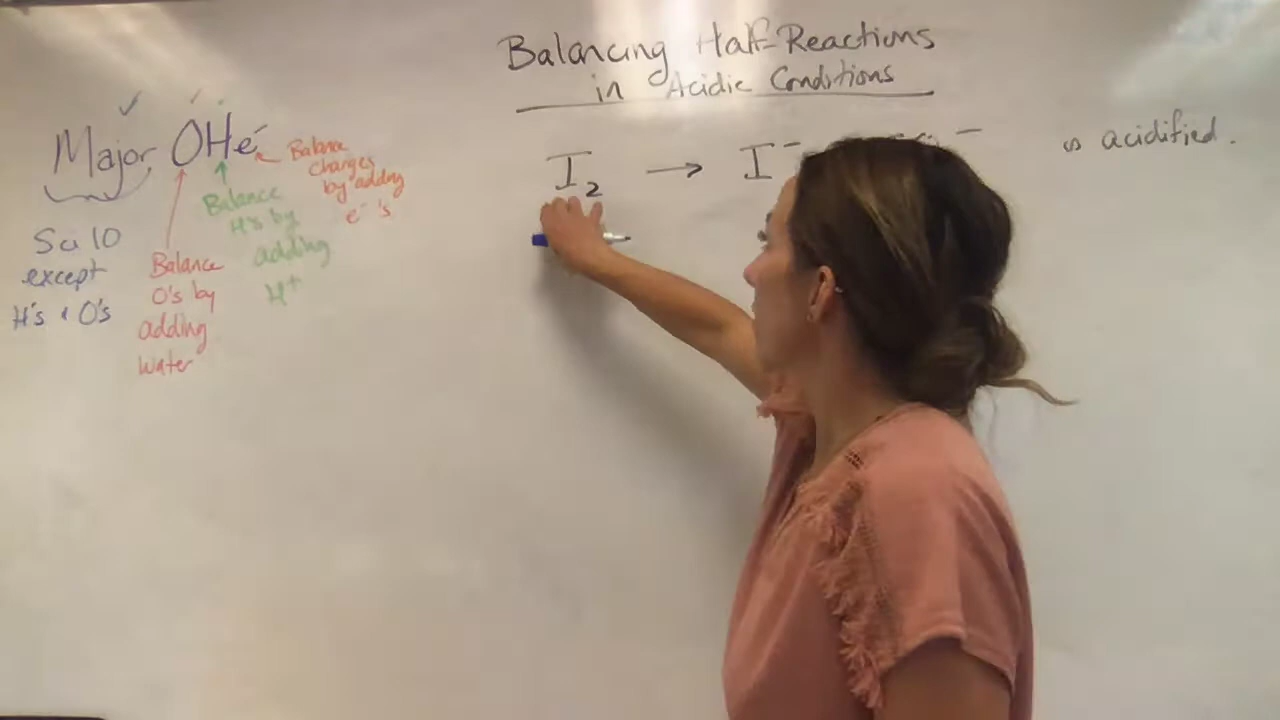 Balancing Half-Reactions
in Acidic Conditions
Major OHe⁻
Sci 10
except
H's & O's
Balance
O's by
adding
water
Balance
H's by
adding
H⁺
Balance
charges
by adding
e⁻'s
I₂ → I⁻
is acidified.